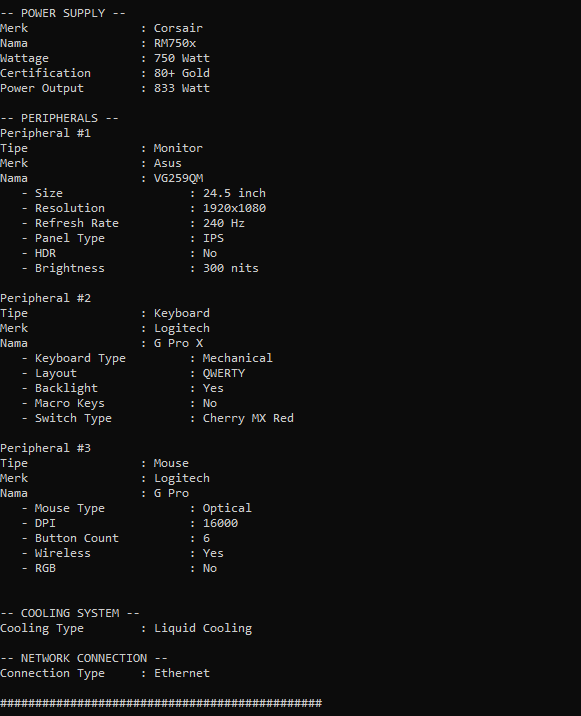 -- POWER SUPPLY --
Merk : Corsair
Nama : RM750x
Wattage : 750 Watt
Certification : 80+ Gold
Power Output : 833 Watt
-- PERIPHERALS --
Peripheral #1
Tipe : Monitor
Merk : Asus
Nama : VG259QM
- Size : 24.5 inch
- Resolution : 1920x1080
- Refresh Rate : 240 Hz
- Panel Type : IPS
- HDR : No
- Brightness : 300 nits
Peripheral #2
Tipe : Keyboard
Merk : Logitech
Nama : G Pro X
- Keyboard Type : Mechanical
- Layout : QWERTY
- Backlight : Yes
- Macro Keys : No
- Switch Type : Cherry MX Red
Peripheral #3
Tipe : Mouse
Merk : Logitech
Nama : G Pro
- Mouse Type : Optical
- DPI : 16000
- Button Count : 6
- Wireless : Yes
- RGB : No
-- COOLING SYSTEM --
Cooling Type : Liquid Cooling
-- NETWORK CONNECTION --
Connection Type : Ethernet
##############################################